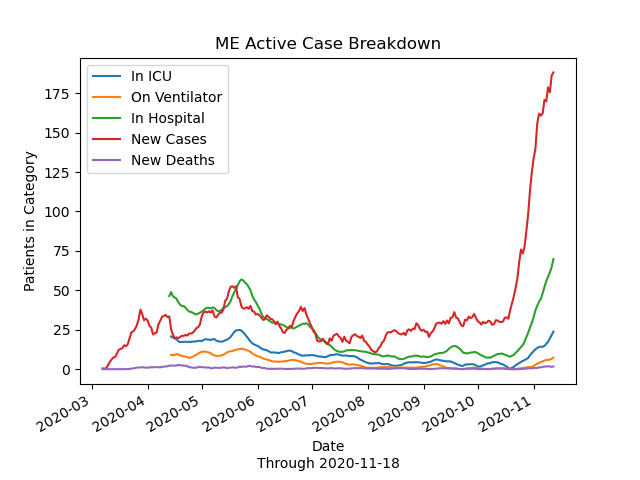 ME Active Case Breakdown
In ICU
On Ventilator
In Hospital
New Cases
New Deaths
Patients in Category
175
150
125
100
75
50
25
0
2020-03
2020-04
2020-05
2020-06
2020-07
2020-08
2020-09
2020-10
2020-11
Date
Through 2020-11-18